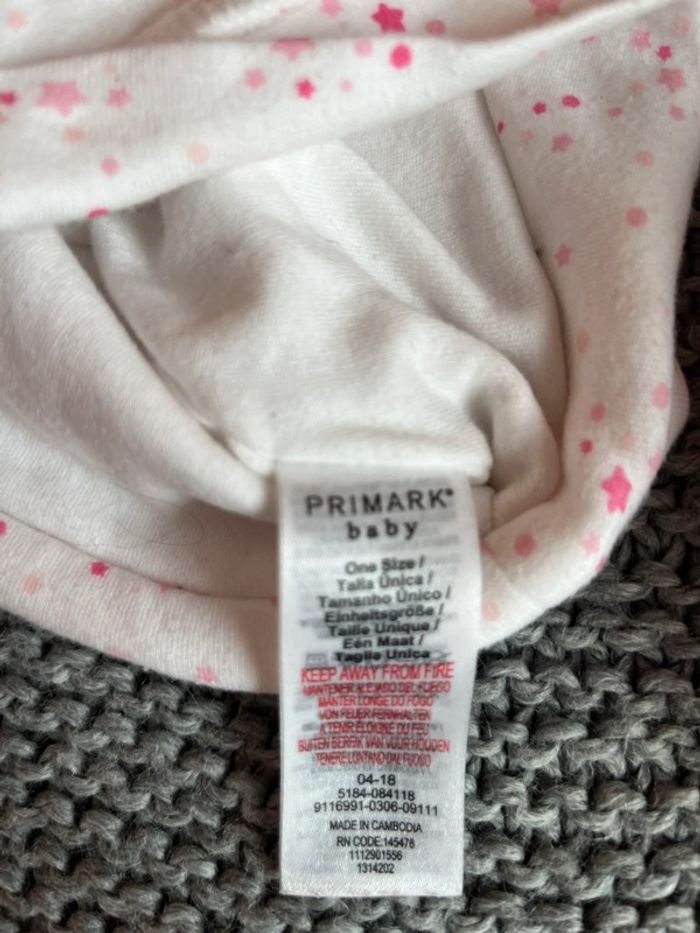 PRIMARK®
baby
One Size /
Talla Única /
Tamanho Único /
Einheitsgröße /
Taille Unique /
Eén Maat /
Taglia Unica
KEEP AWAY FROM FIRE
MANTENER ALEJADO DEL FUEGO
MANTER LONGE DO FOGO
VON FEUER FERNHALTEN
A TENIR ÉLOIGNÉ DU FEU
BUITEN BEREIK VAN VUUR HOUDEN
TENERE LONTANO DAL FUOCO
04-18
5184-084118
9116991-0306-09111
MADE IN CAMBODIA
RN CODE:145478
1112901556
1314202